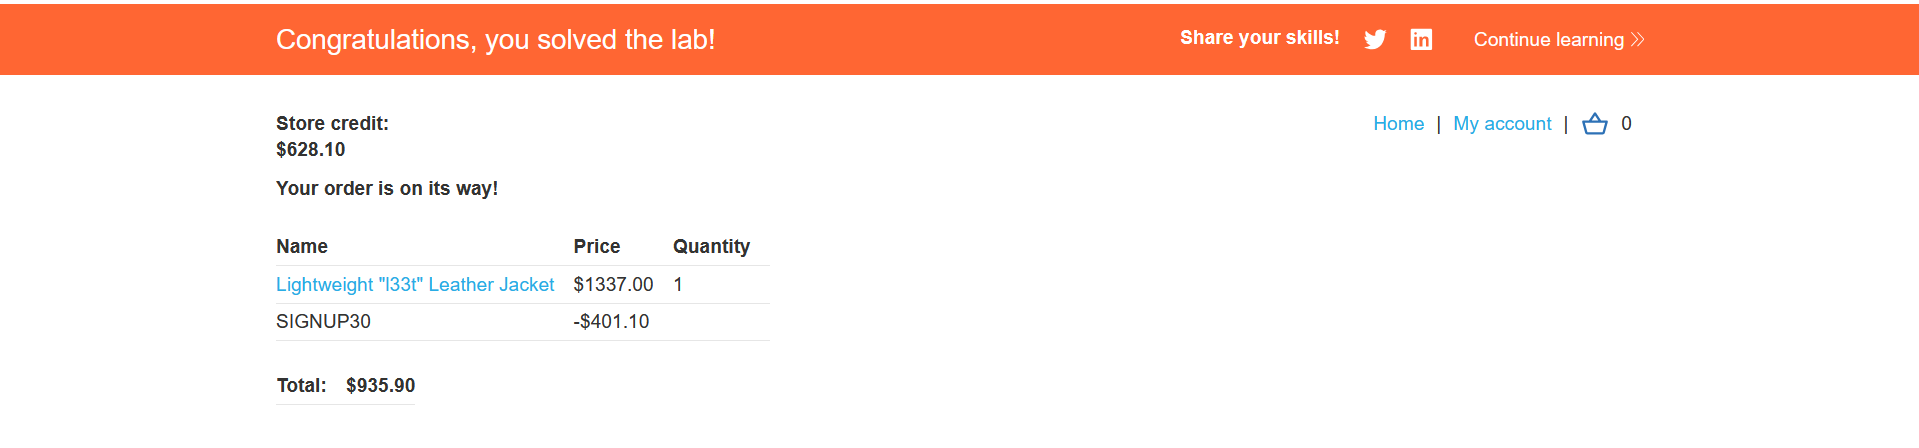 Congratulations, you solved the lab!
Share your skills!
Continue learning >>
Store credit:
$628.10
Home | My account | 0
Your order is on its way!
Name Price Quantity
Lightweight "l33t" Leather Jacket $1337.00 1
SIGNUP30 -$401.10
Total: $935.90